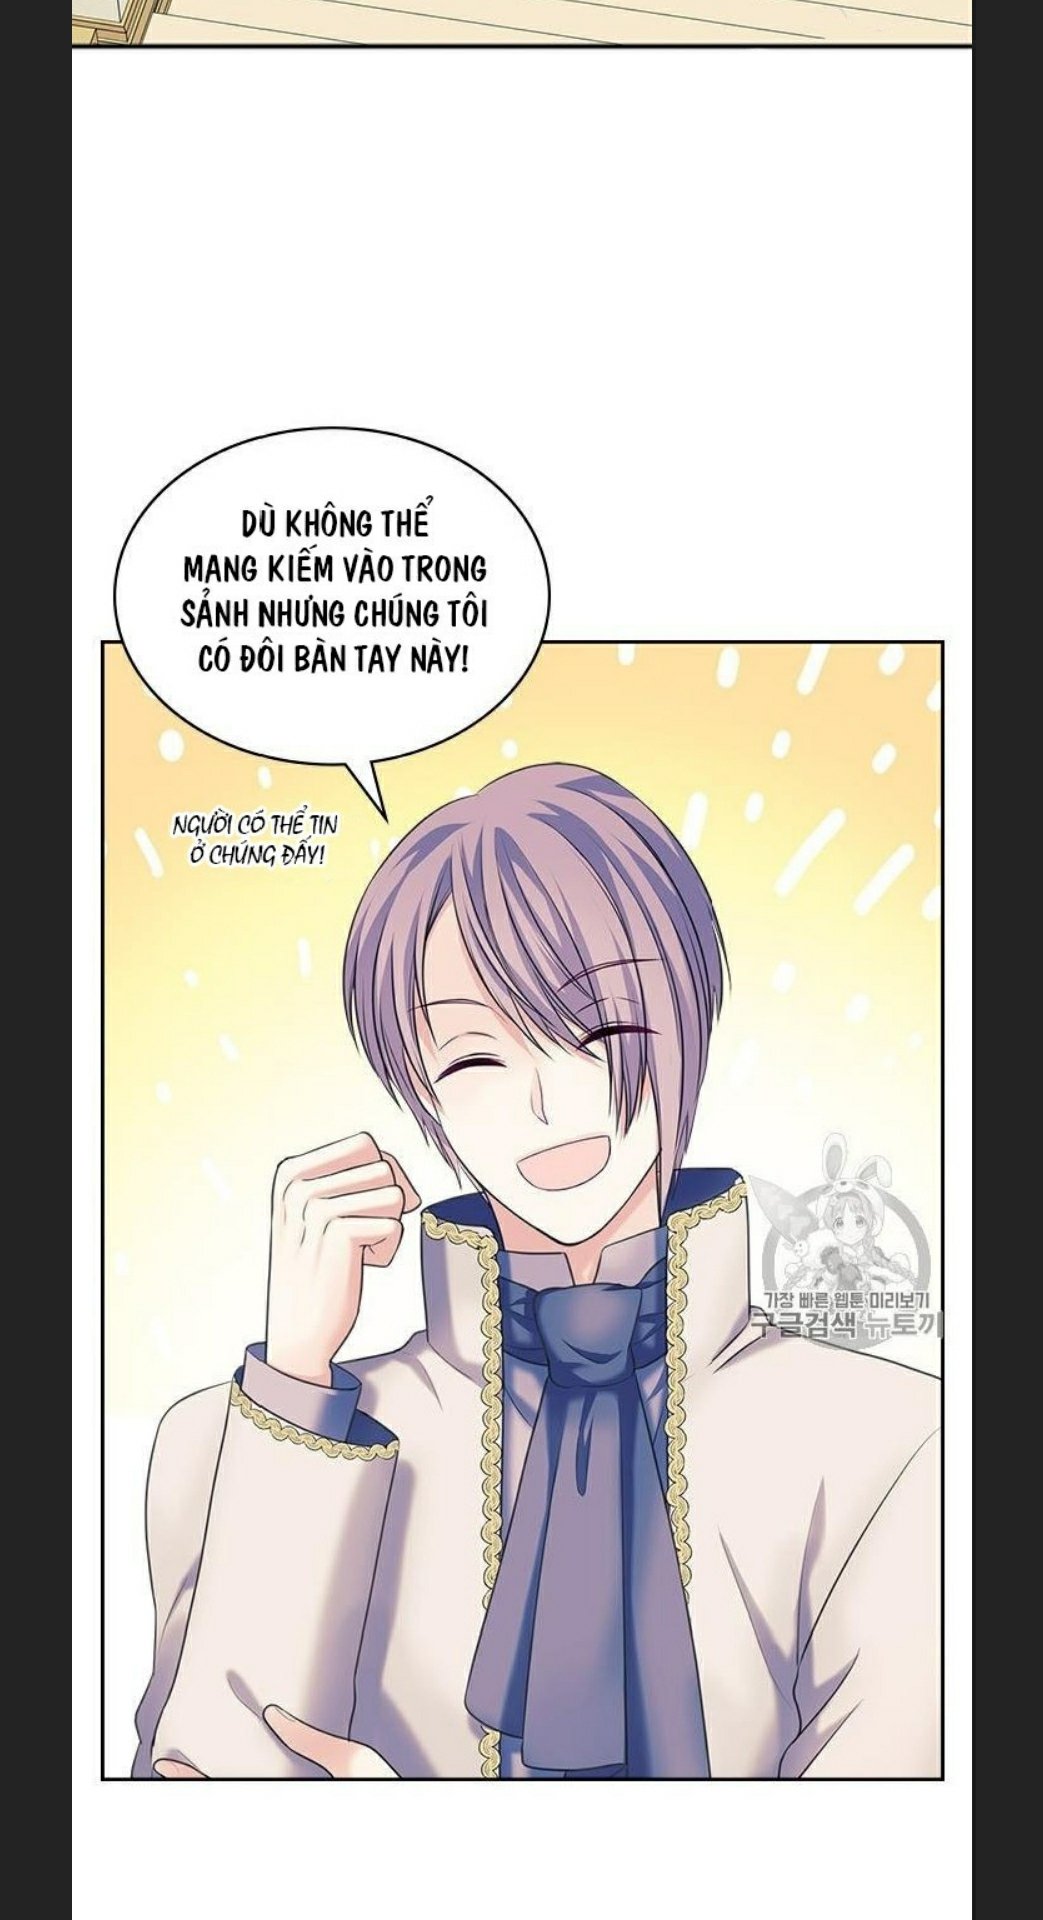 DÙ KHÔNG THỂ
MANG KIẾM VÀO TRONG
SẢNH NHƯNG CHÚNG TÔI
CÓ ĐÔI BÀN TAY NÀY!
NGƯỜI CÓ THỂ TIN
Ở CHÚNG ĐẤY!
가장 빠른 웹툰 미리보기
구글검색 뉴토끼